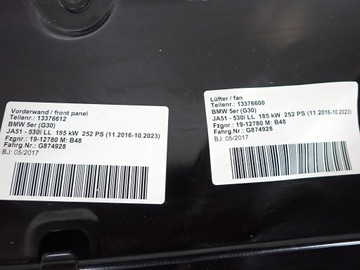 Vorderwand / front panel
Teilenr.: 13376612
BMW 5er (G30)
JA51 - 530i LL 185 kW 252 PS (11.2016-10.2023)
Fzgnr.: 19-12780 M: B48
Fahrg.Nr.: G874928
BJ: 05/2017
Lüfter / fan
Teilenr.: 13376600
BMW 5er (G30)
JA51 - 530i LL 185 kW 252 PS (11.2016-10.2023)
Fzgnr.: 19-12780 M: B48
Fahrg.Nr.: G874928
BJ: 05/2017